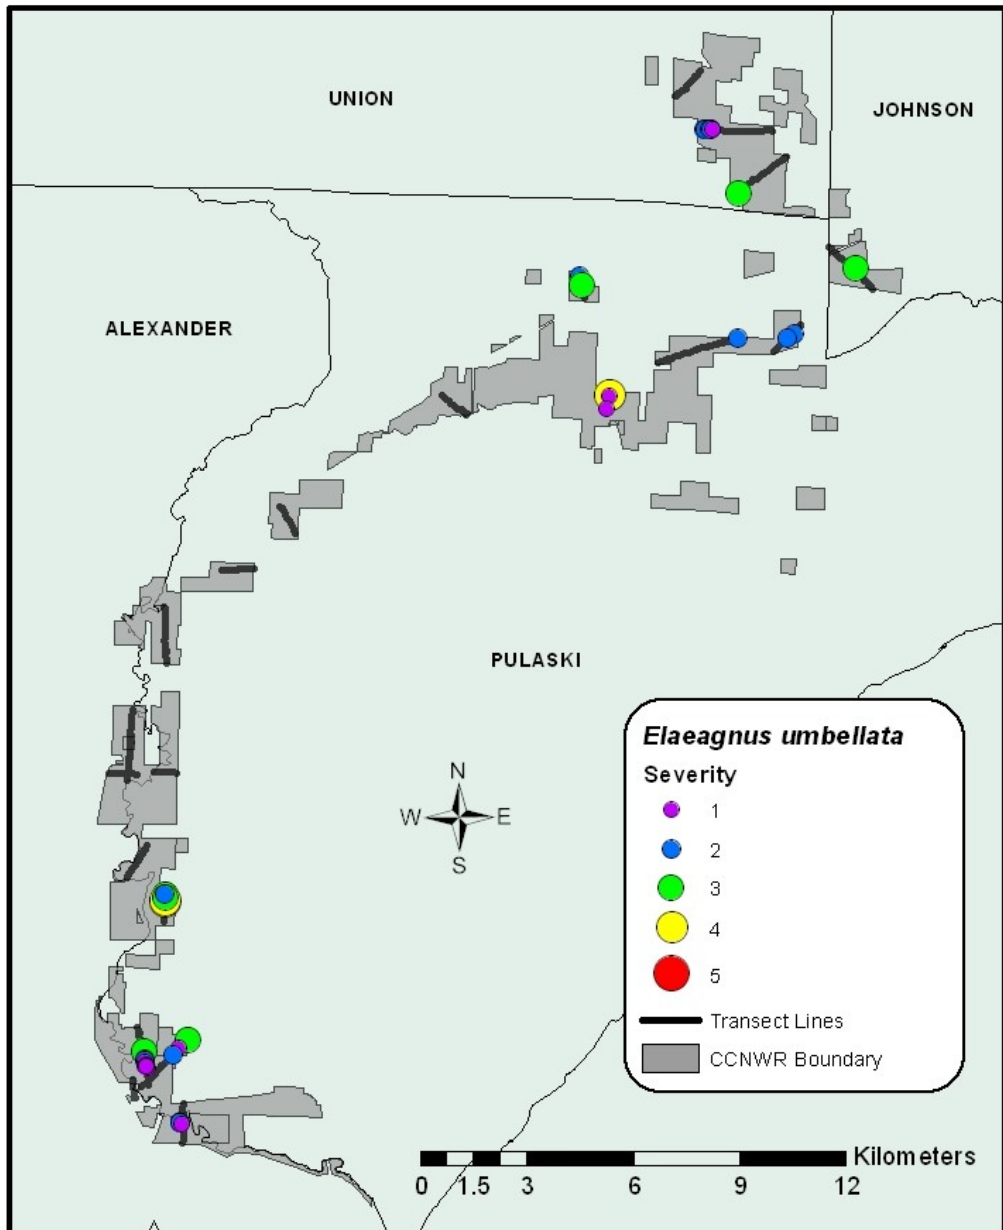 UNION
JOHNSON
ALEXANDER
PULASKI
N
W E
S
Elaeagnus umbellata
Severity
1
2
3
4
5
Transect Lines
CCNWR Boundary
Kilometers
0 1.5 3 6 9 12